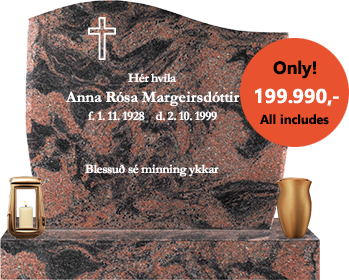 Hér hvíla
Anna Rósa Margeirsdóttir
f. 1. 11. 1928 d. 2. 10. 1999
Blessuð sé minning ykkar
Only!
199.990,-
All includes